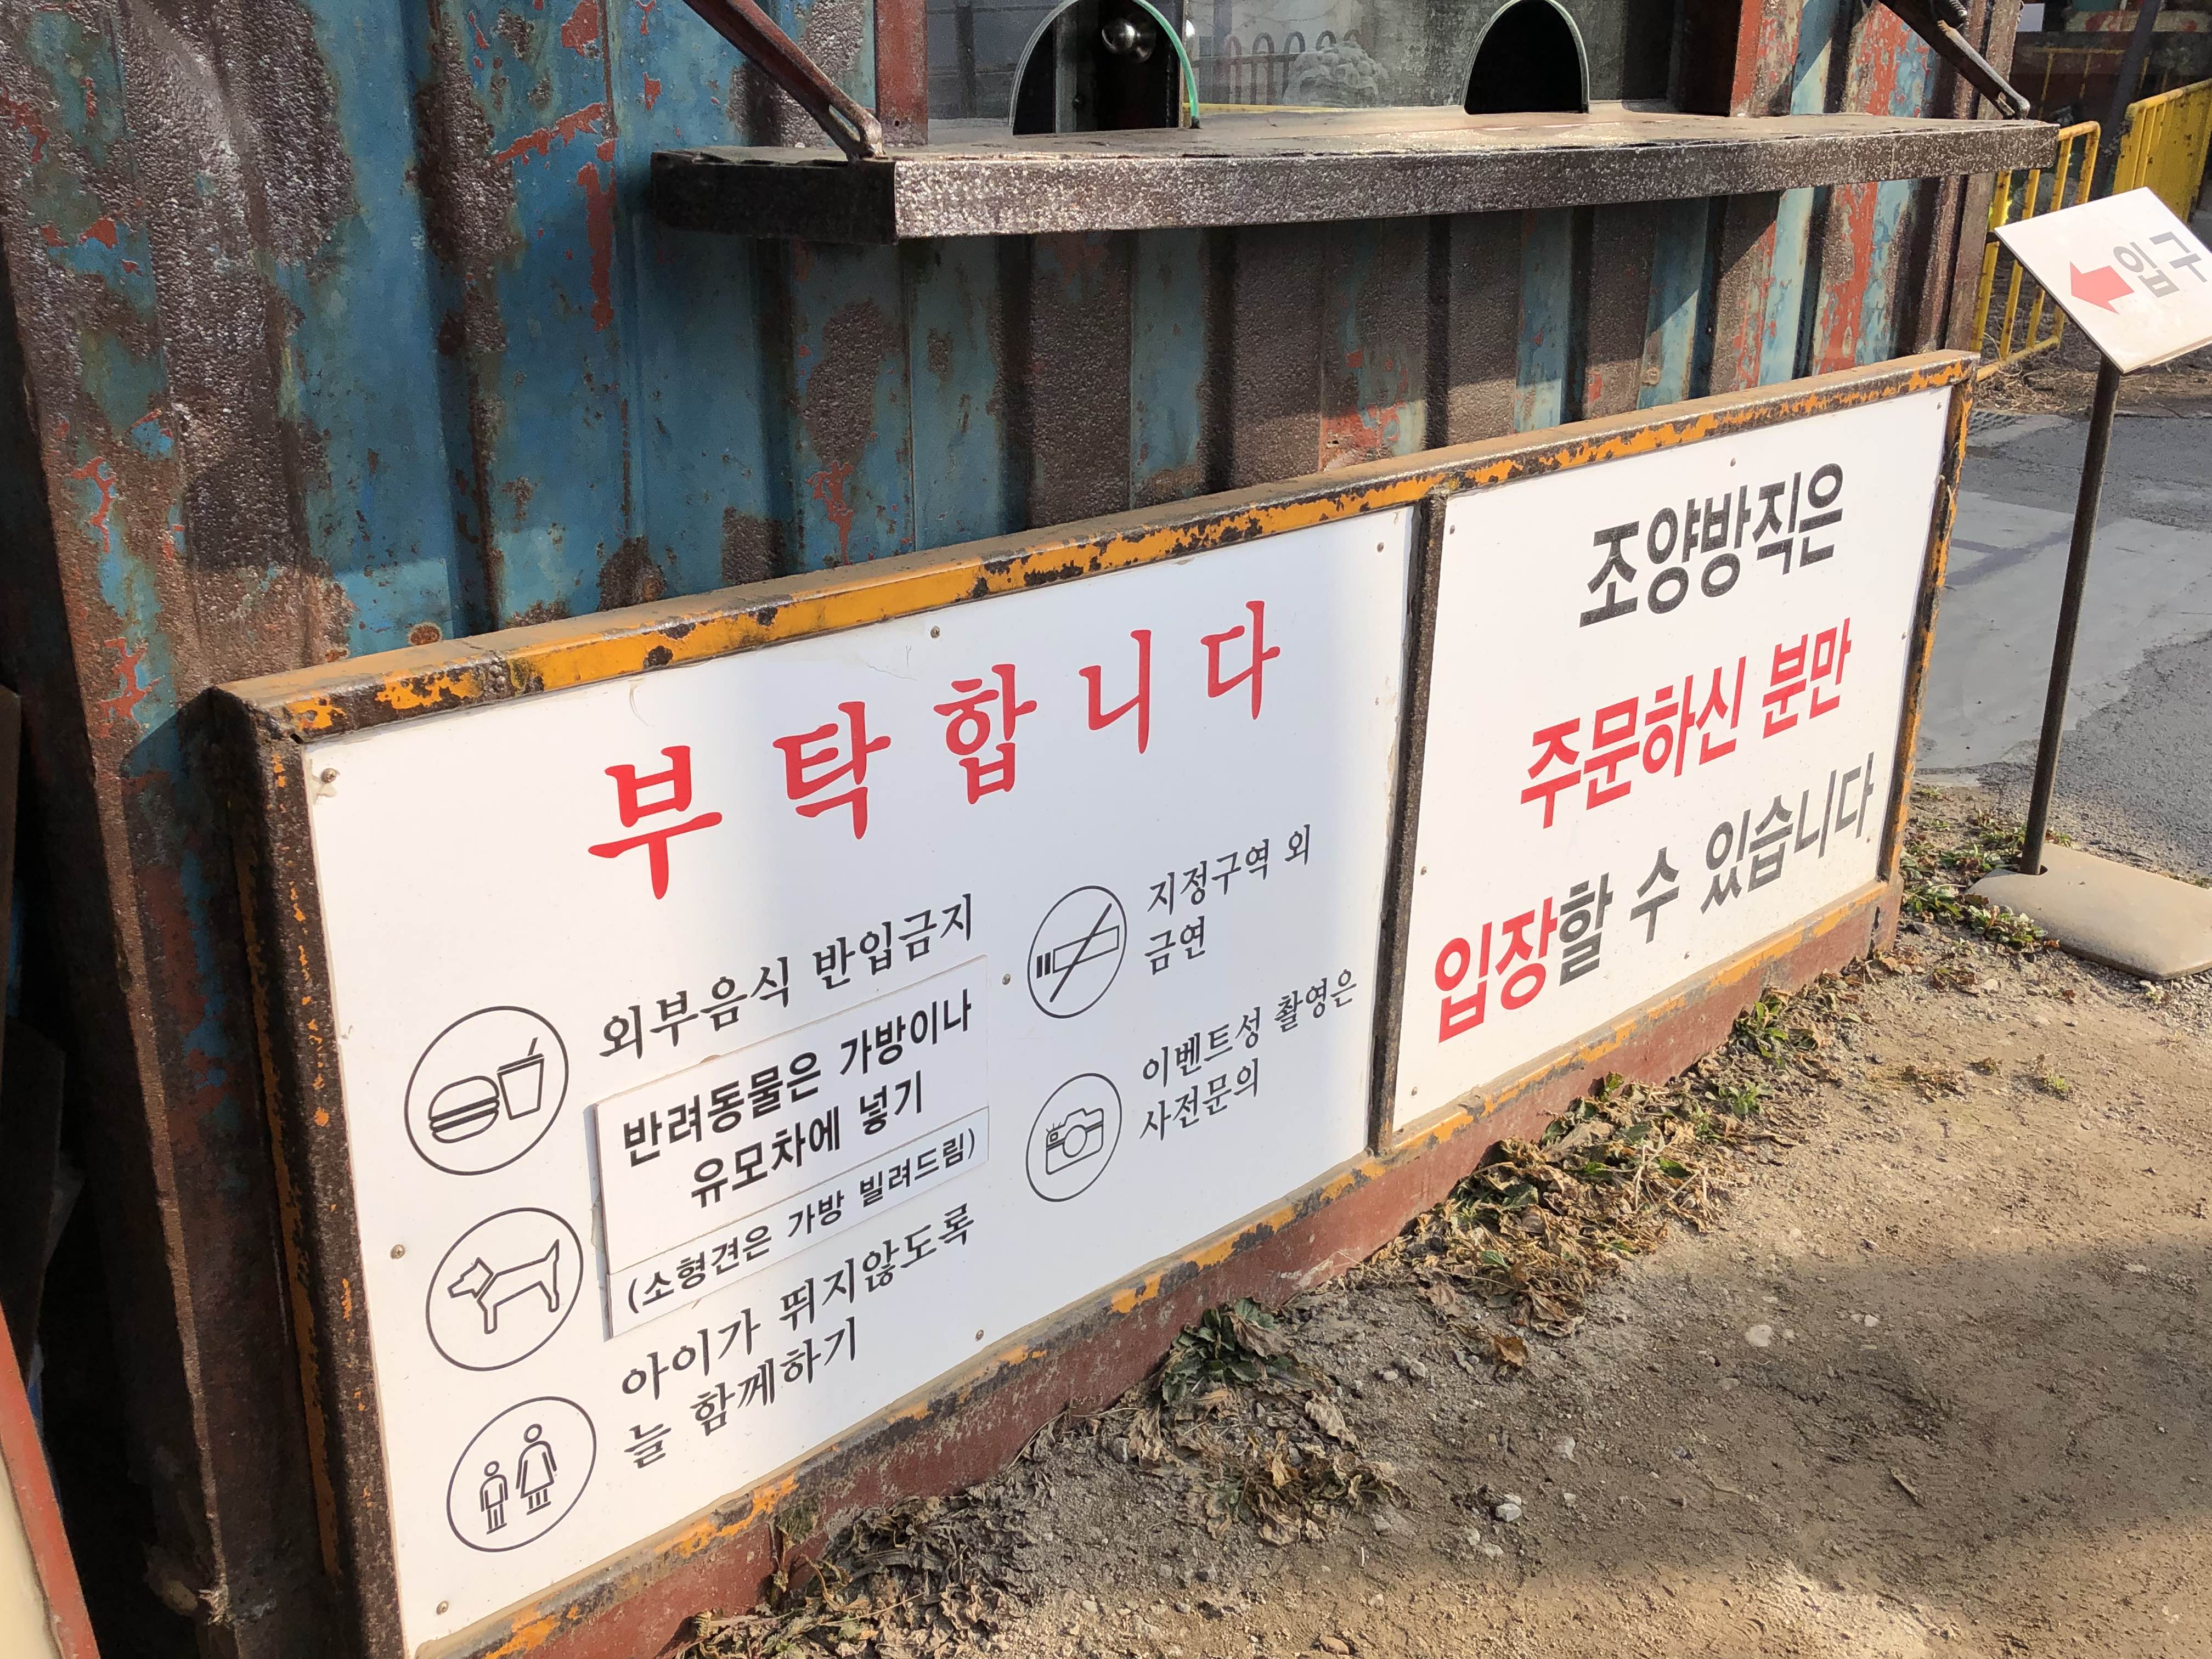 부탁합니다
외부음식 반입금지
반려동물은 가방이나
유모차에 넣기
(소형견은 가방 빌려드림)
아이가 뛰지않도록
늘 함께하기
지정구역 외
금연
이벤트성 촬영은
사전문의
조양방직은
주문하신 분만
입장할 수 있습니다
입구